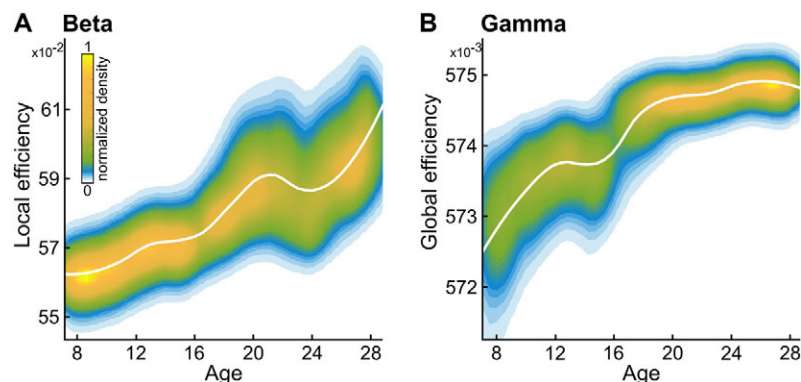 A Beta
x10-2
1
normalized density
0
Local efficiency
61
59
57
55
8 12 16 20 24 28
Age
B Gamma
x10-3
Global efficiency
575
574
573
572
8 12 16 20 24 28
Age